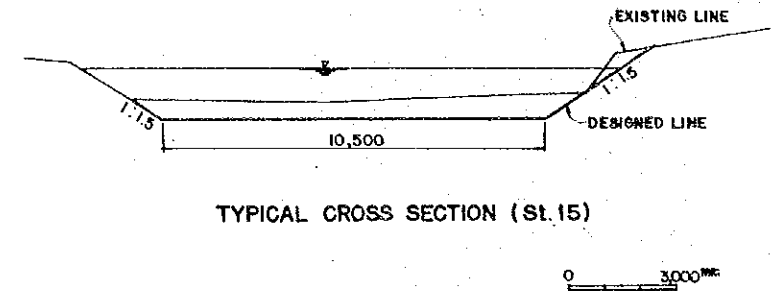 EXISTING LINE
1:1.5
1:1.5
DESIGNED LINE
10,500
TYPICAL CROSS SECTION (St.15)
0 3,000